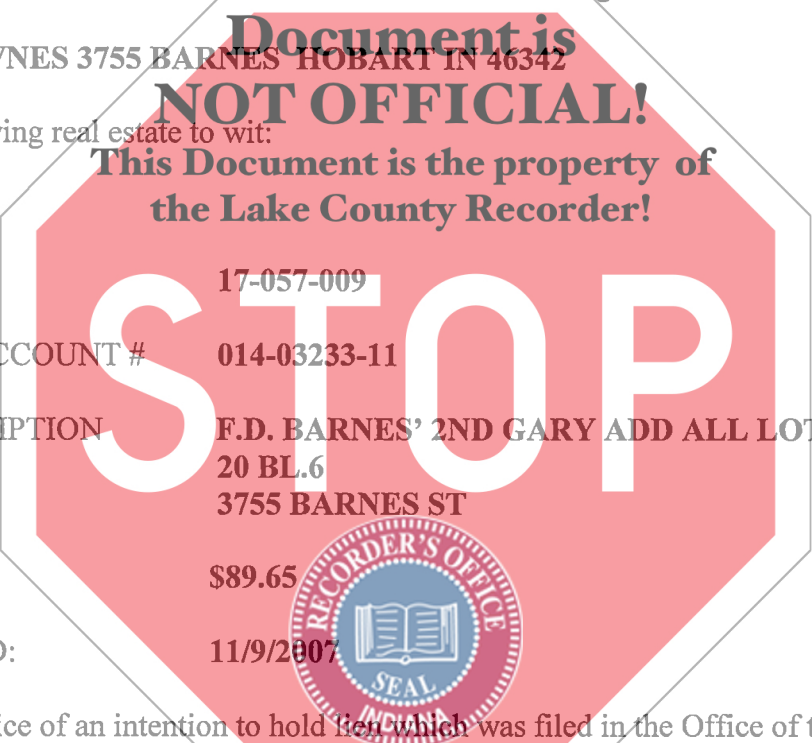 Document is
NES 3755 BARNES HOBART IN 46342
NOT OFFICIAL!
ing real estate to wit:
This Document is the property of
the Lake County Recorder!
STOP
17-057-009
CCOUNT # 014-03233-11
IPTION F.D. BARNES' 2ND GARY ADD ALL LOT
20 BL.6
3755 BARNES ST
$89.65
RECORDER'S OFFICE
11/9/2007
SEAL
INDIANA
ice of an intention to hold lien which was filed in the Office of t